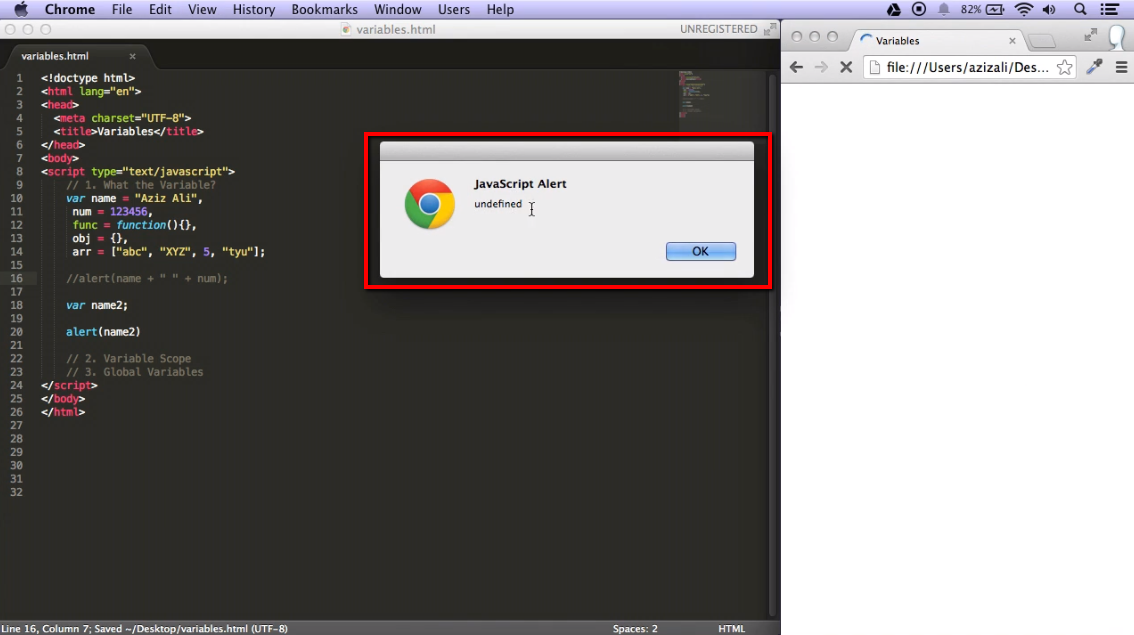 Chrome File Edit View History Bookmarks Window Users Help 82%
variables.html UNREGISTERED
variables.html ×
1 <!doctype html>
2 <html lang="en">
3 <head>
4 <meta charset="UTF-8">
5 <title>Variables</title>
6 </head>
7 <body>
8 <script type="text/javascript">
9 // 1. What the Variable?
10 var name = "Aziz Ali",
11 num = 123456,
12 func = function(){},
13 obj = {},
14 arr = ["abc", "XYZ", 5, "tyu"];
15
16 //alert(name + " " + num);
17
18 var name2;
19
20 alert(name2)
21
22 // 2. Variable Scope
23 // 3. Global Variables
24 </script>
25 </body>
26 </html>
27
28
29
30
31
32
Line 16, Column 7; Saved ~/Desktop/variables.html (UTF-8) Spaces: 2 HTML
JavaScript Alert
undefined
OK
Variables ×
file:///Users/azizali/Des...